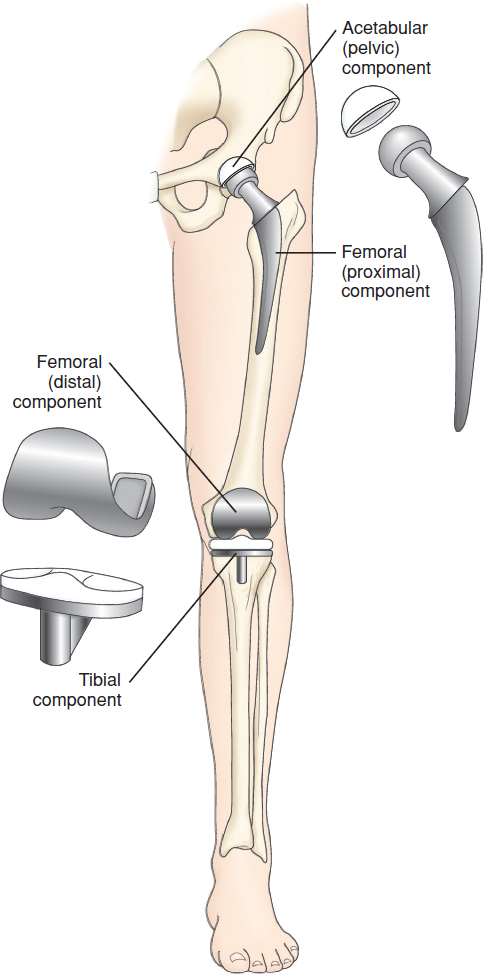 Acetabular
(pelvic)
component
Femoral
(proximal)
component
Femoral
(distal)
component
Tibial
component